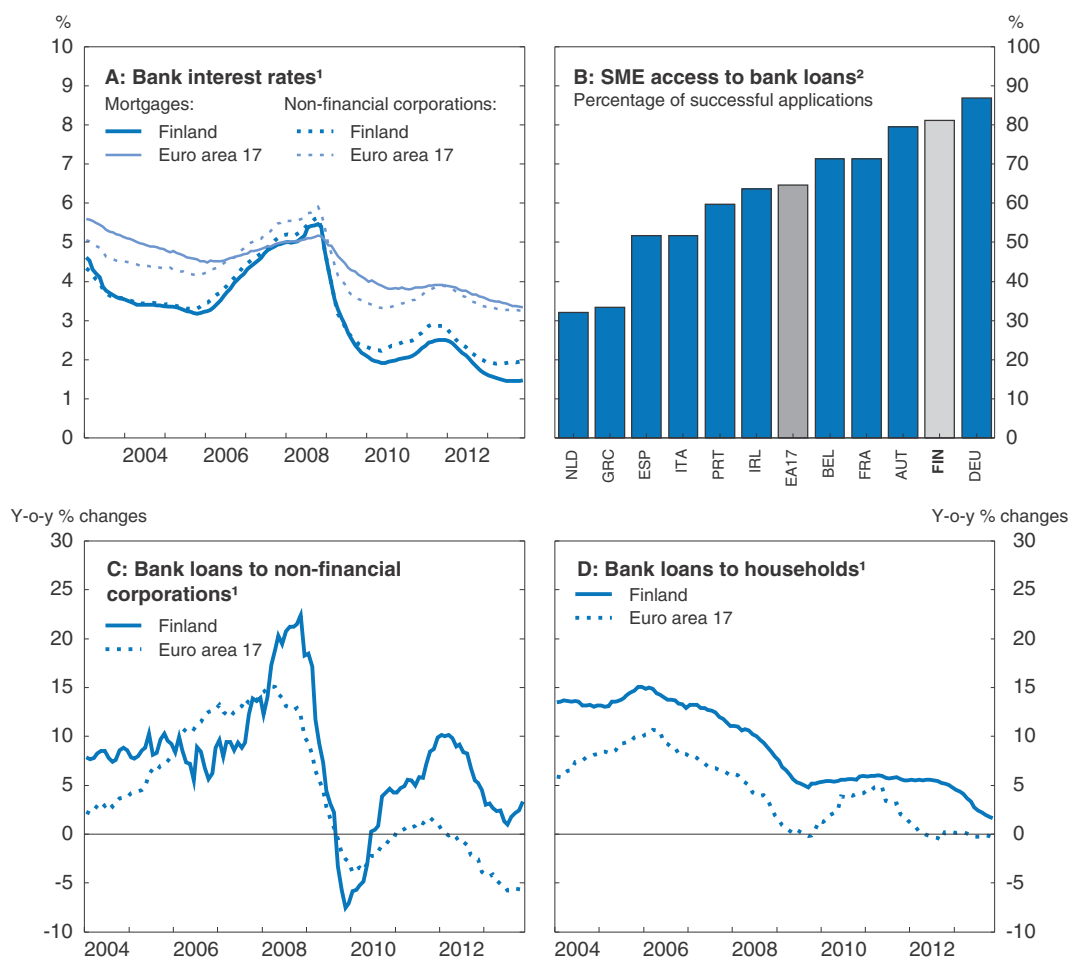 %
10
9
8
7
6
5
4
3
2
1
0
A: Bank interest rates¹
Mortgages: Non-financial corporations:
Finland Finland
Euro area 17 Euro area 17
2004 2006 2008 2010 2012
%
100
90
80
70
60
50
40
30
20
10
0
B: SME access to bank loans²
Percentage of successful applications
NLD GRC ESP ITA PRT IRL EA17 BEL FRA AUT FIN DEU
Y-o-y % changes
30
25
20
15
10
5
0
-5
-10
C: Bank loans to non-financial
corporations¹
Finland
Euro area 17
2004 2006 2008 2010 2012
Y-o-y % changes
30
25
20
15
10
5
0
-5
-10
D: Bank loans to households¹
Finland
Euro area 17
2004 2006 2008 2010 2012